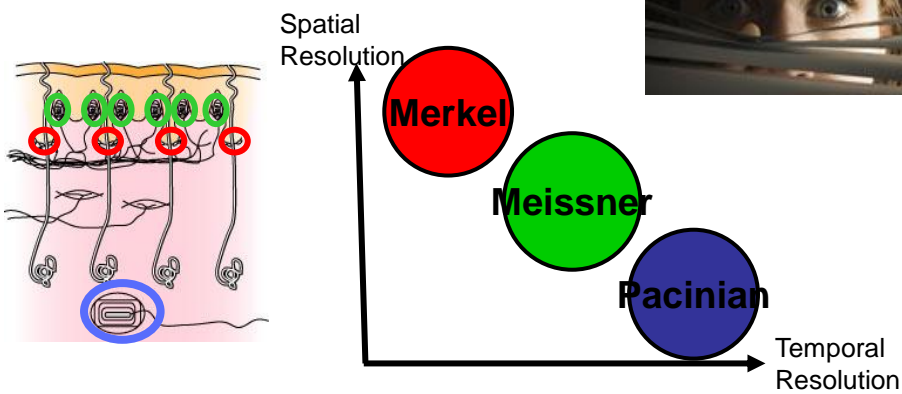 Spatial
Resolution
Merkel
Meissner
Pacinian
Temporal
Resolution